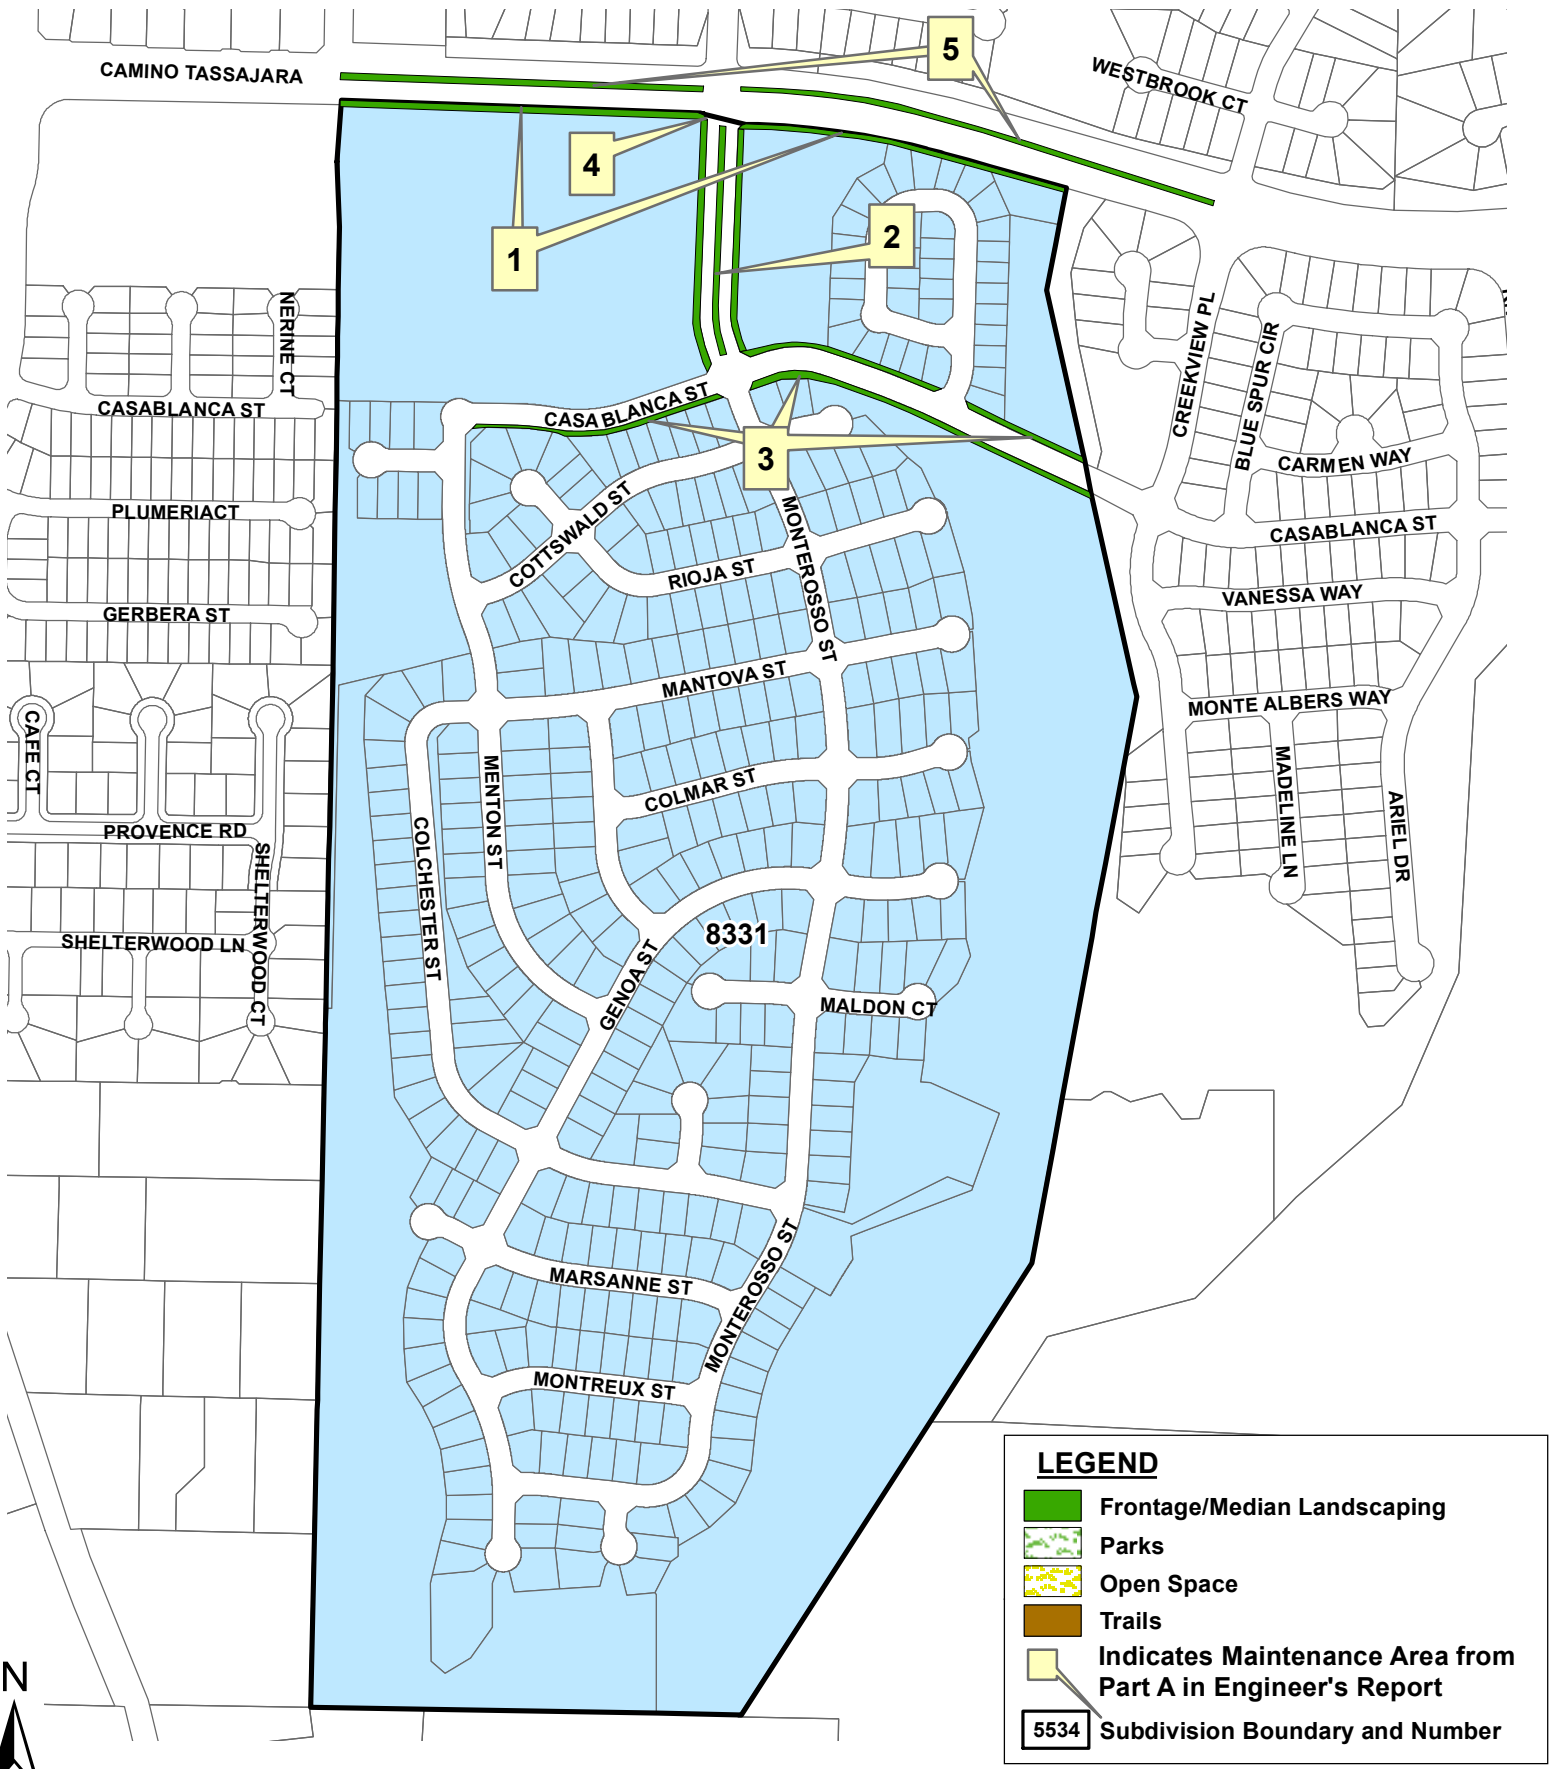 5
CAMINO TASSAJARA
WESTBROOK CT
4
1
2
NERINE CT
CREEKVIEW PL
BLUE SPUR CIR
CASABLANCA ST
CASABLANCA ST
3
CARMEN WAY
PLUMERIACT
COTTSWALD ST
MONTEROSSO ST
CASABLANCA ST
RIOJA ST
VANESSA WAY
GERBERA ST
MANTOVA ST
MONTE ALBERS WAY
CAFE CT
MENTON ST
COLMAR ST
MADELINE LN
ARIEL DR
PROVENCE RD
COLCHESTER ST
SHELTERWOOD CT
8331
SHELTERWOOD LN
GENOA ST
MALDON CT
MARSANNE ST
MONTEROSSO ST
MONTREUX ST
LEGEND
Frontage/Median Landscaping
Parks
Open Space
Trails
Indicates Maintenance Area from
Part A in Engineer's Report
5534 Subdivision Boundary and Number
N